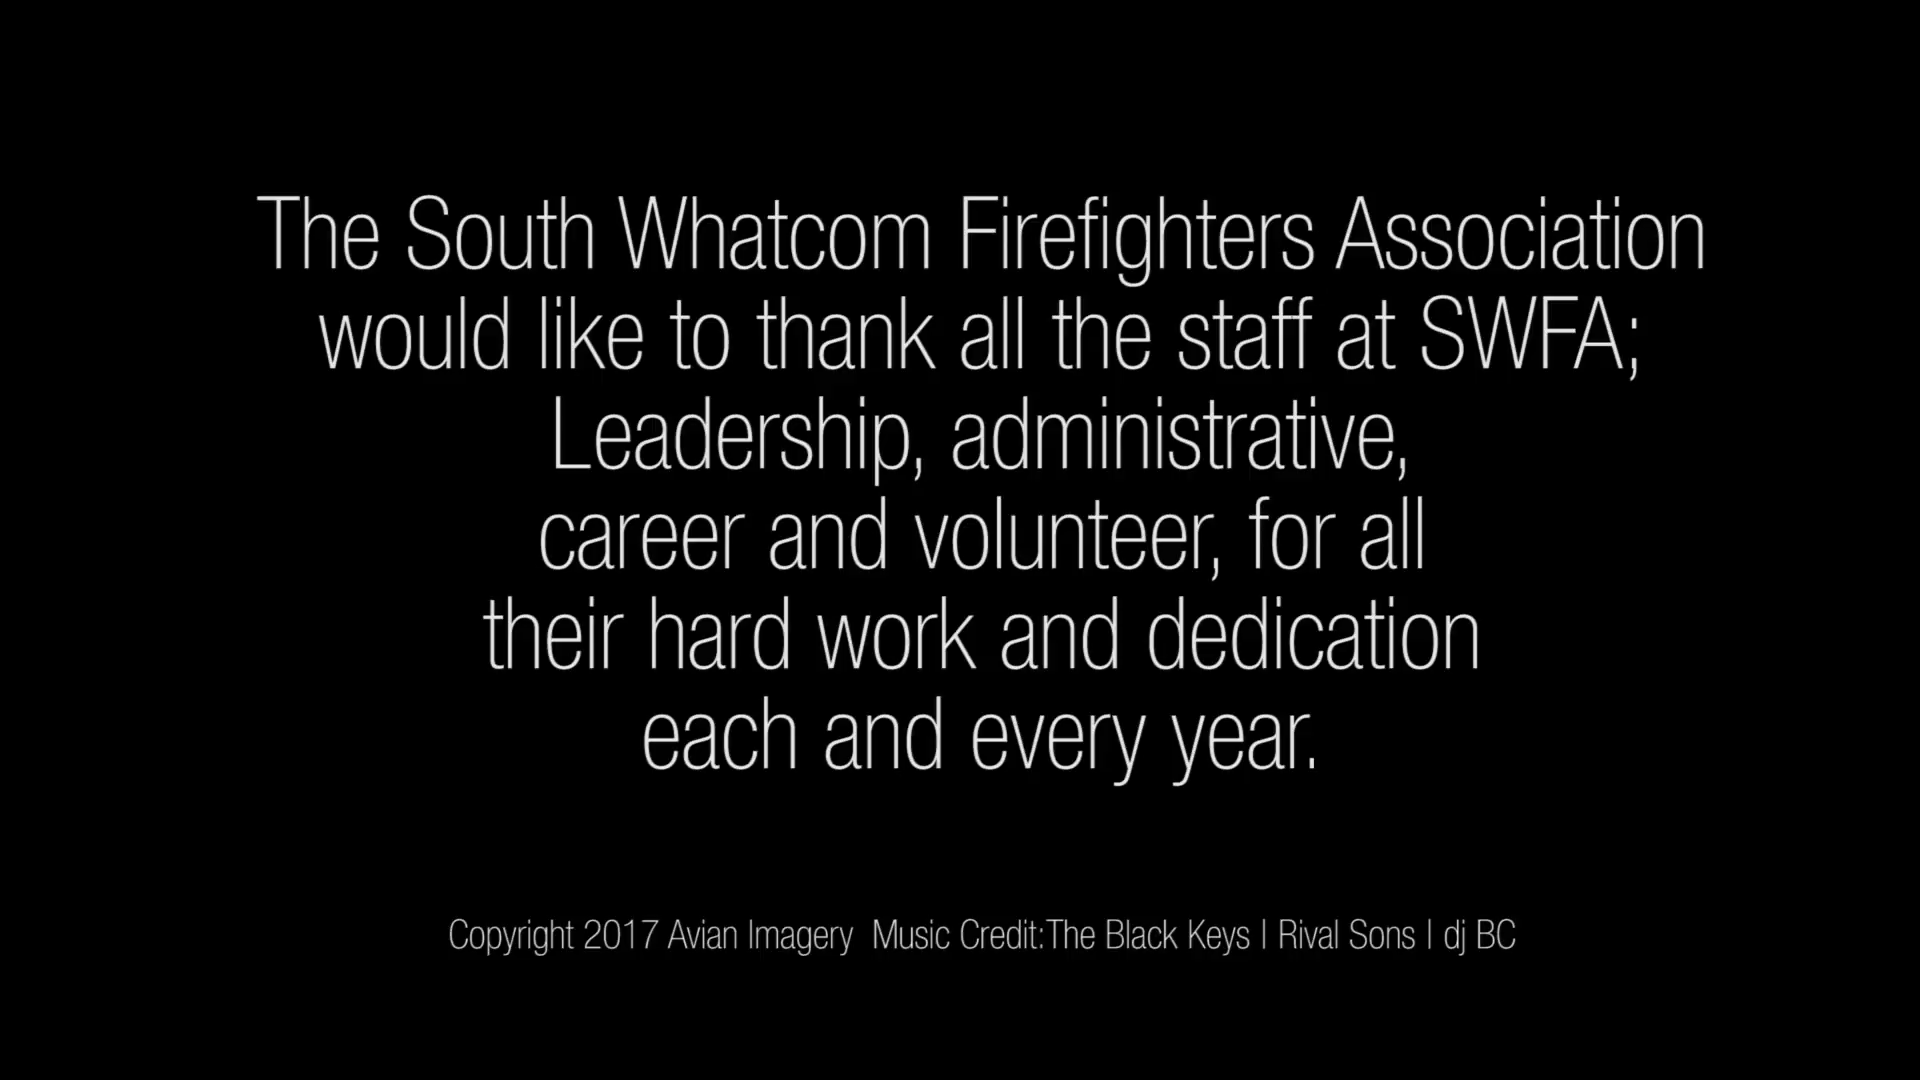 The South Whatcom Firefighters Association
would like to thank all the staff at SWFA;
Leadership, administrative,
career and volunteer, for all
their hard work and dedication
each and every year.
Copyright 2017 Avian Imagery  Music Credit:The Black Keys | Rival Sons | dj BC